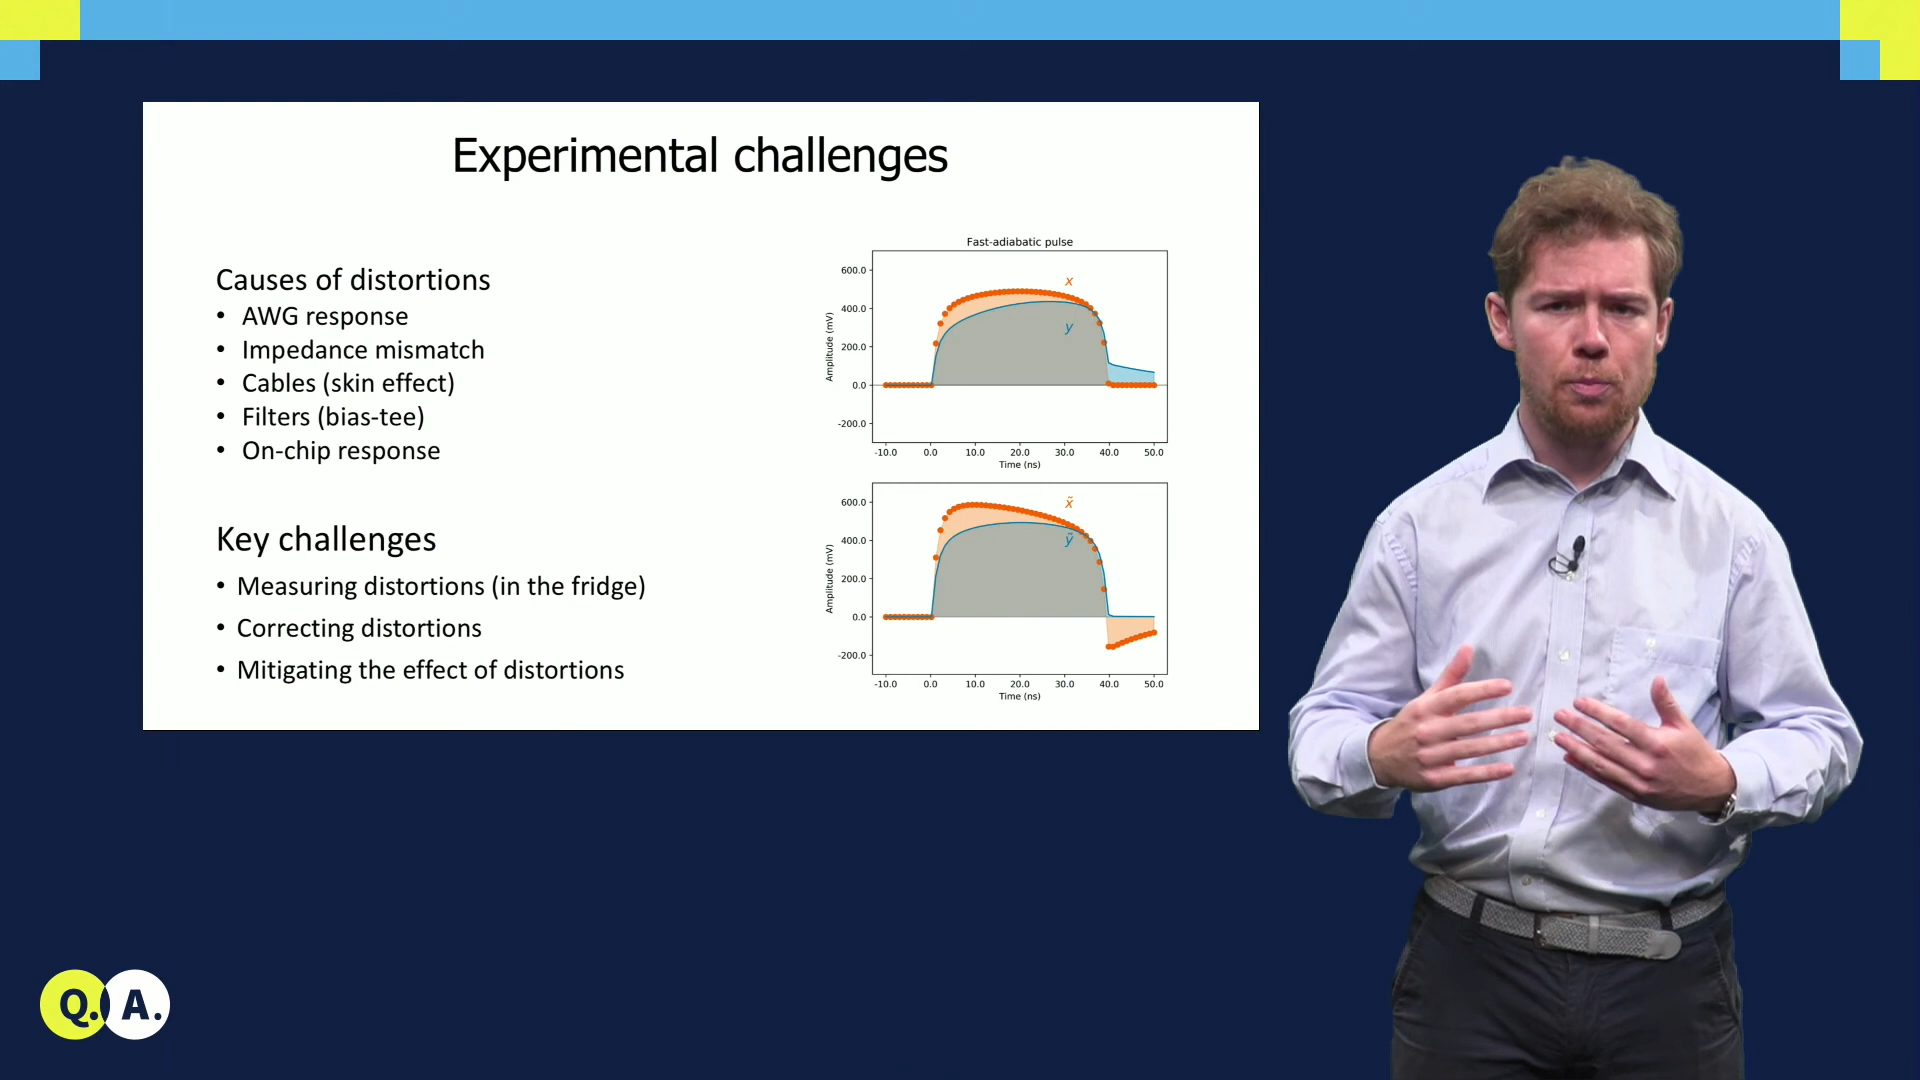 Experimental challenges
Causes of distortions
• AWG response
• Impedance mismatch
• Cables (skin effect)
• Filters (bias-tee)
• On-chip response
Key challenges
• Measuring distortions (in the fridge)
• Correcting distortions
• Mitigating the effect of distortions
Fast-adiabatic pulse
Amplitude (mV)
600.0
400.0
200.0
0.0
-200.0
x
y
-10.0 0.0 10.0 20.0 30.0 40.0 50.0
Time (ns)
Amplitude (mV)
600.0
400.0
200.0
0.0
-200.0
x̃
ỹ
-10.0 0.0 10.0 20.0 30.0 40.0 50.0
Time (ns)
Q. A.